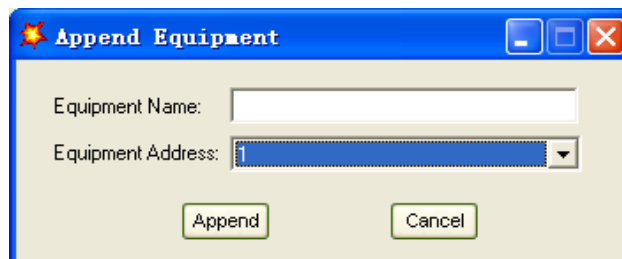 Append Equipment
Equipment Name:
Equipment Address: 1
Append Cancel